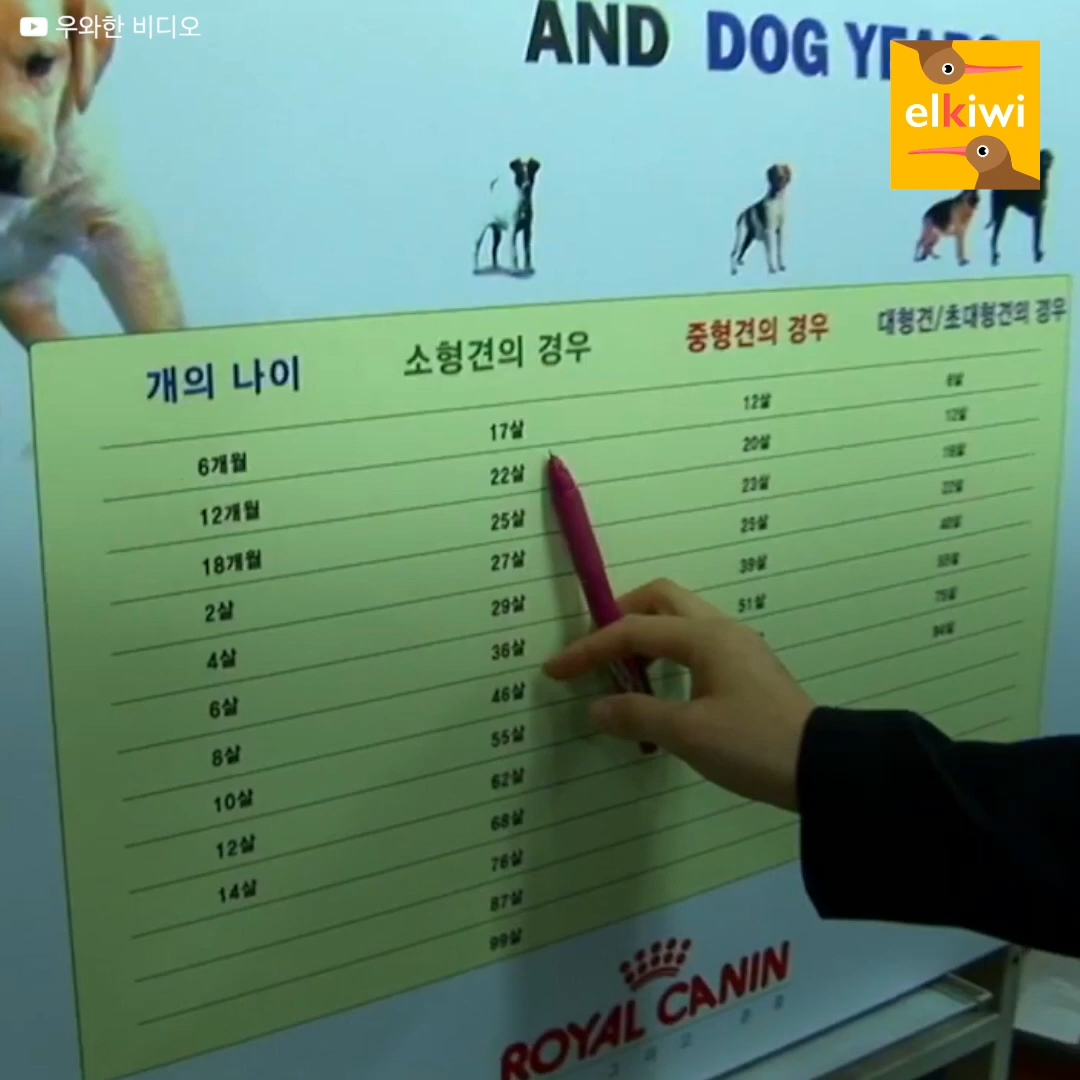 우와한 비디오
AND DOG
elkiwi
개의 나이 소형견의 경우 중형견의 경우 대형견/초대형견의 경우
6개월 17살 12살
12개월 22살 20살 12살
18개월 25살 23살
2살 27살 25살
4살 29살 39살
6살 36살 51살
8살 46살
10살 55살
12살 62살
14살 68살
76살
87살
99살
ROYAL CANIN